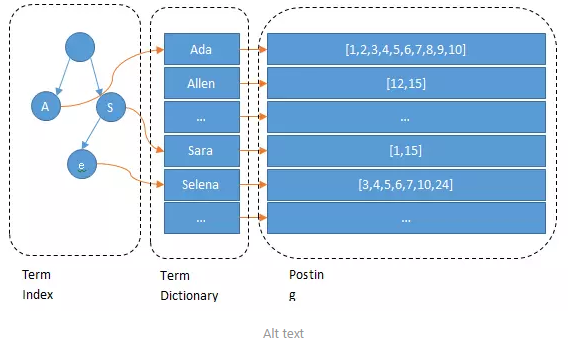 Ada
[1,2,3,4,5,6,7,8,9,10]
Allen
[12,15]
A
S
...
...
Sara
[1,15]
e
Selena
[3,4,5,6,7,10,24]
...
...
Term
Index
Term
Dictionary
Postin
g
Alt text